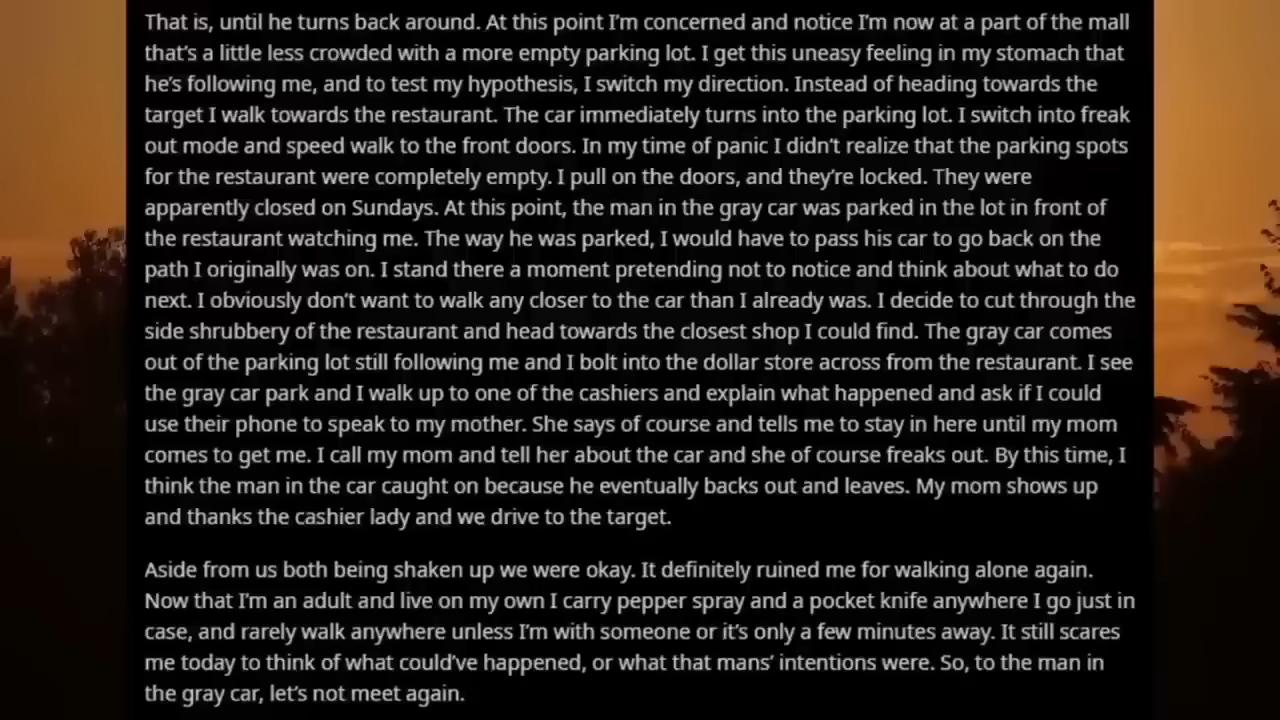 That is, until he turns back around. At this point I'm concerned and notice I'm now at a part of the mall
that's a little less crowded with a more empty parking lot. I get this uneasy feeling in my stomach that
he's following me, and to test my hypothesis, I switch my direction. Instead of heading towards the
target I walk towards the restaurant. The car immediately turns into the parking lot. I switch into freak
out mode and speed walk to the front doors. In my time of panic I didn't realize that the parking spots
for the restaurant were completely empty. I pull on the doors, and they're locked. They were
apparently closed on Sundays. At this point, the man in the gray car was parked in the lot in front of
the restaurant watching me. The way he was parked, I would have to pass his car to go back on the
path I originally was on. I stand there a moment pretending not to notice and think about what to do
next. I obviously don't want to walk any closer to the car than I already was. I decide to cut through the
side shrubbery of the restaurant and head towards the closest shop I could find. The gray car comes
out of the parking lot still following me and I bolt into the dollar store across from the restaurant. I see
the gray car park and I walk up to one of the cashiers and explain what happened and ask if I could
use their phone to speak to my mother. She says of course and tells me to stay in here until my mom
comes to get me. I call my mom and tell her about the car and she of course freaks out. By this time, I
think the man in the car caught on because he eventually backs out and leaves. My mom shows up
and thanks the cashier lady and we drive to the target.
Aside from us both being shaken up we were okay. It definitely ruined me for walking alone again.
Now that I'm an adult and live on my own I carry pepper spray and a pocket knife anywhere I go just in
case, and rarely walk anywhere unless I'm with someone or it's only a few minutes away. It still scares
me today to think of what could've happened, or what that mans' intentions were. So, to the man in
the gray car, let's not meet again.